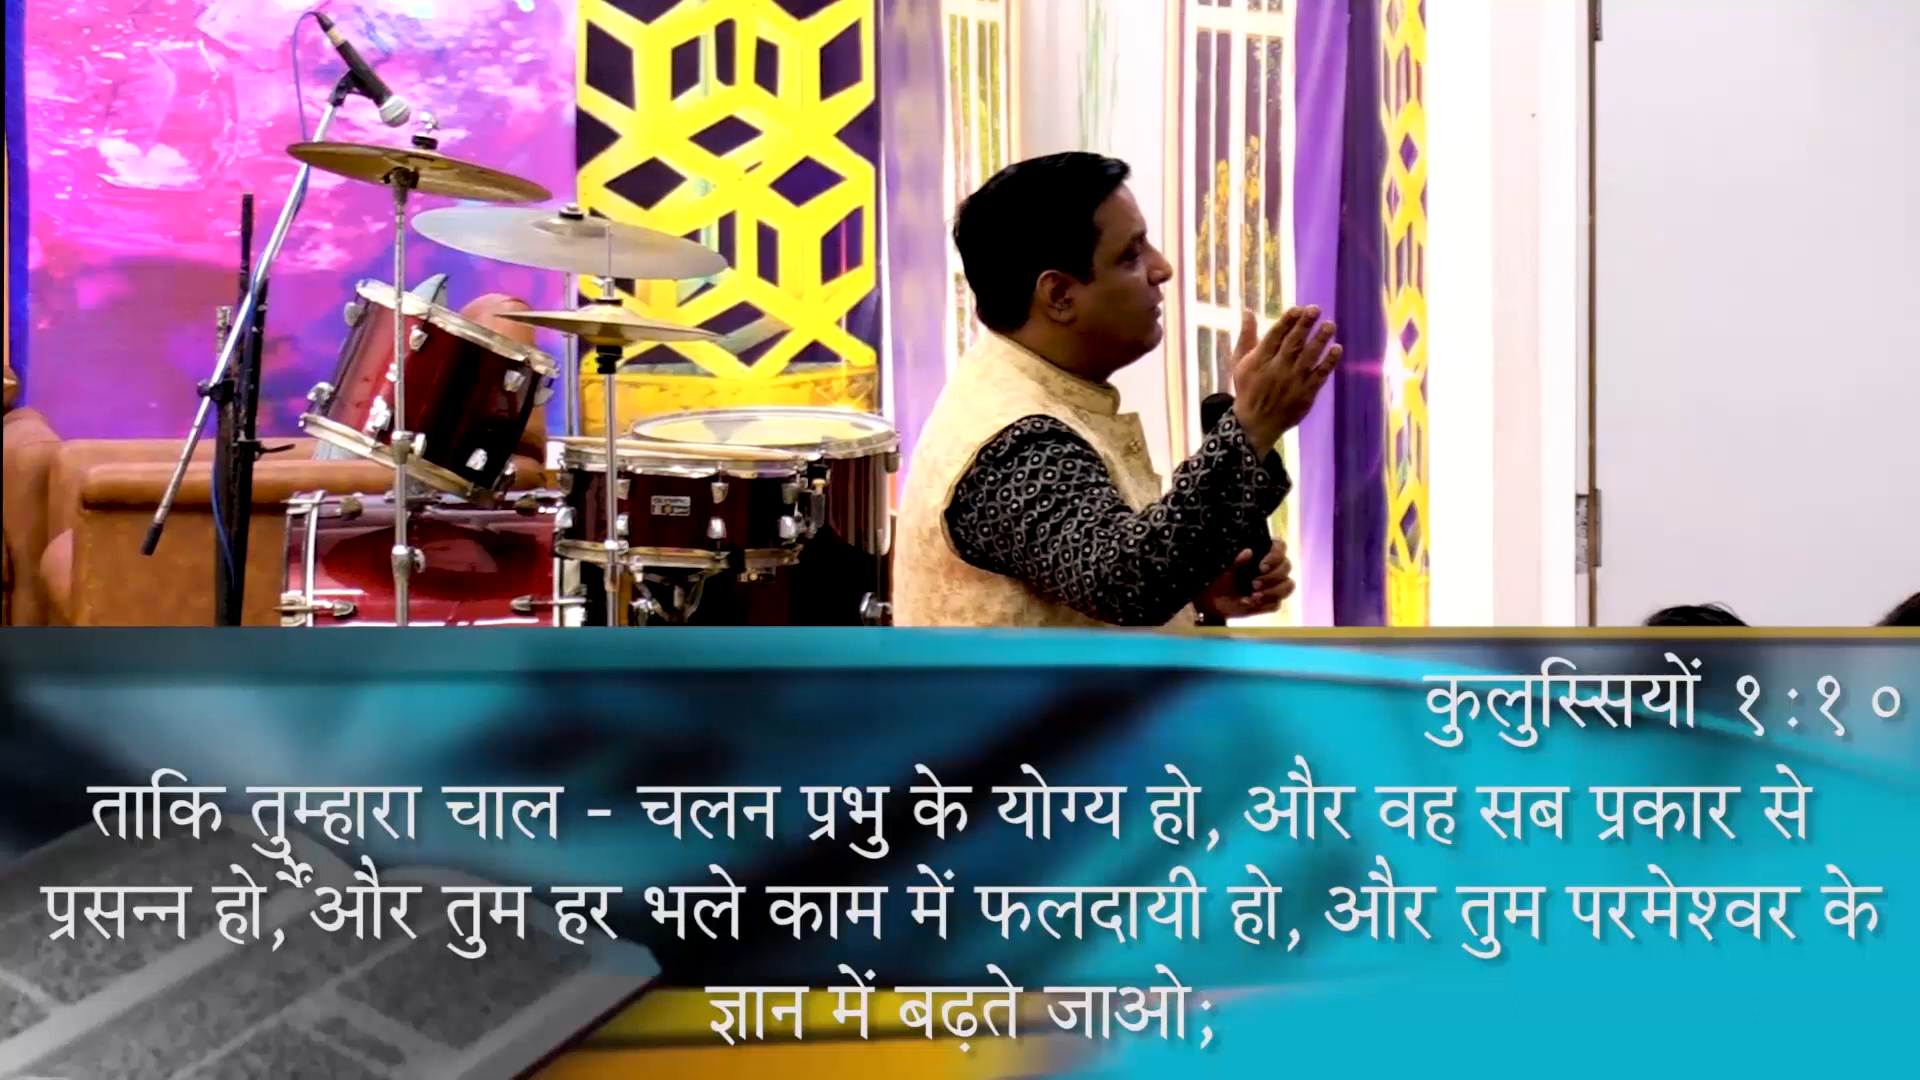 कुलुस्सियों १:१०
ताकि तुम्हारा चाल - चलन प्रभु के योग्य हो, और वह सब प्रकार से
प्रसन्न हो, और तुम हर भले काम में फलदायी हो, और तुम परमेश्वर के
ज्ञान में बढ़ते जाओ;